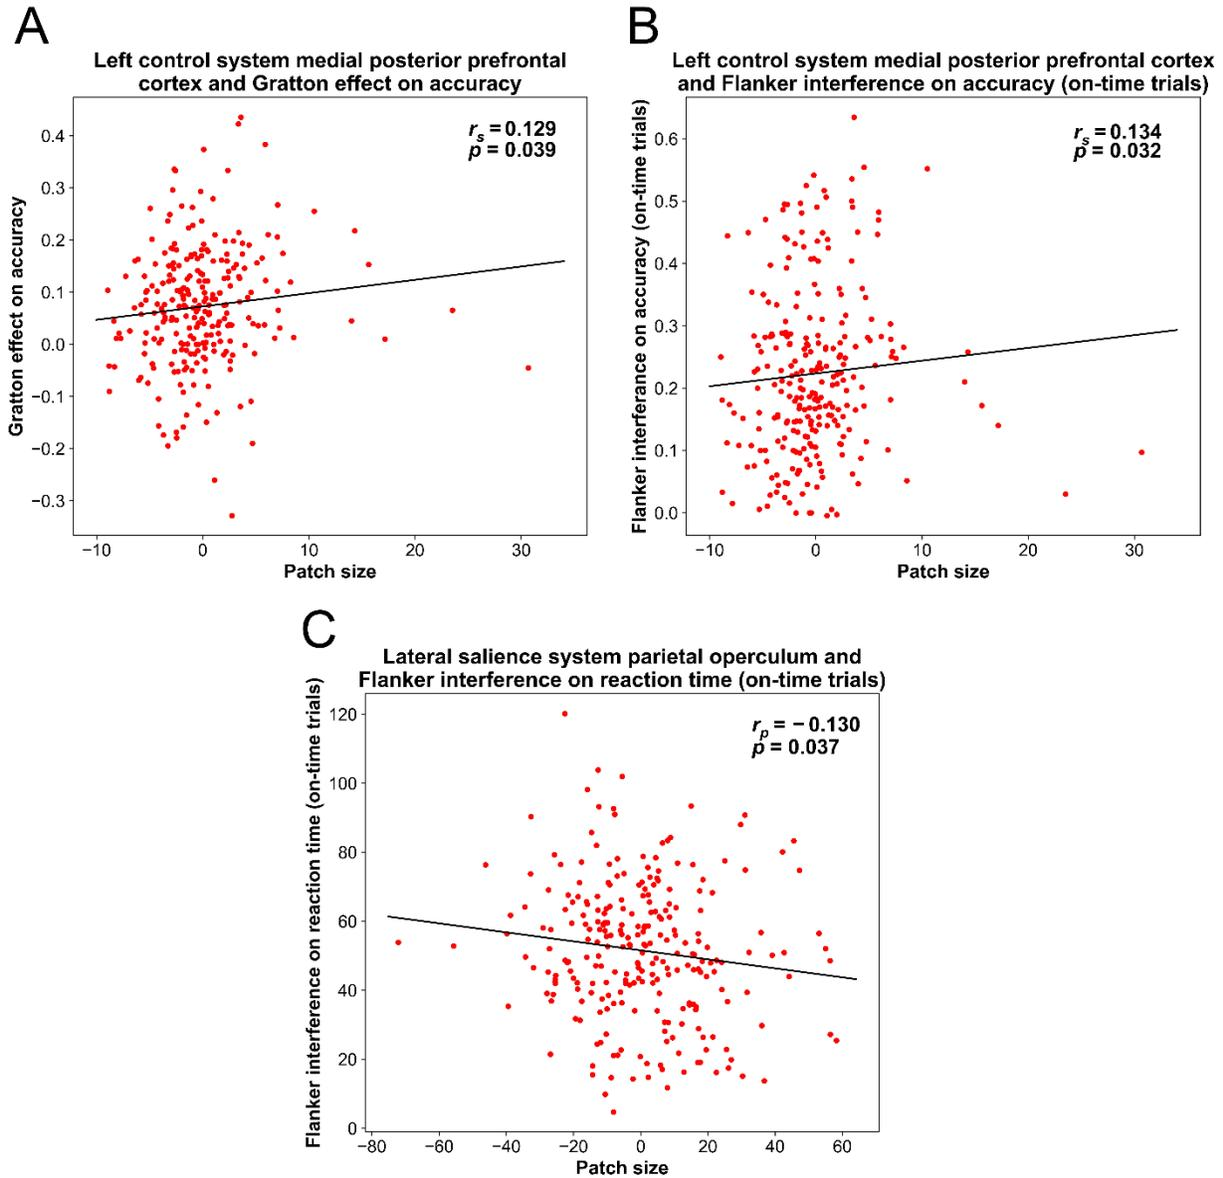 A
Left control system medial posterior prefrontal
cortex and Gratton effect on accuracy
r_s = 0.129
p = 0.039
Gratton effect on accuracy
0.4
0.3
0.2
0.1
0.0
−0.1
−0.2
−0.3
−10 0 10 20 30
Patch size
B
Left control system medial posterior prefrontal cortex
and Flanker interference on accuracy (on-time trials)
r_s = 0.134
p = 0.032
Flanker interferance on accuracy (on-time trials)
0.6
0.5
0.4
0.3
0.2
0.1
0.0
−10 0 10 20 30
Patch size
C
Lateral salience system parietal operculum and
Flanker interference on reaction time (on-time trials)
r_p = − 0.130
p = 0.037
Flanker interference on reaction time (on-time trials)
120
100
80
60
40
20
0
−80 −60 −40 −20 0 20 40 60
Patch size